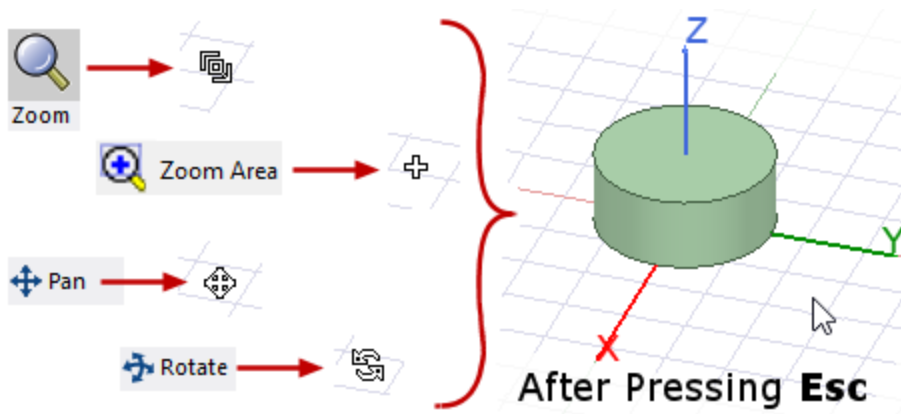 Zoom
Zoom Area
Pan
Rotate
Z
Y
X
After Pressing Esc